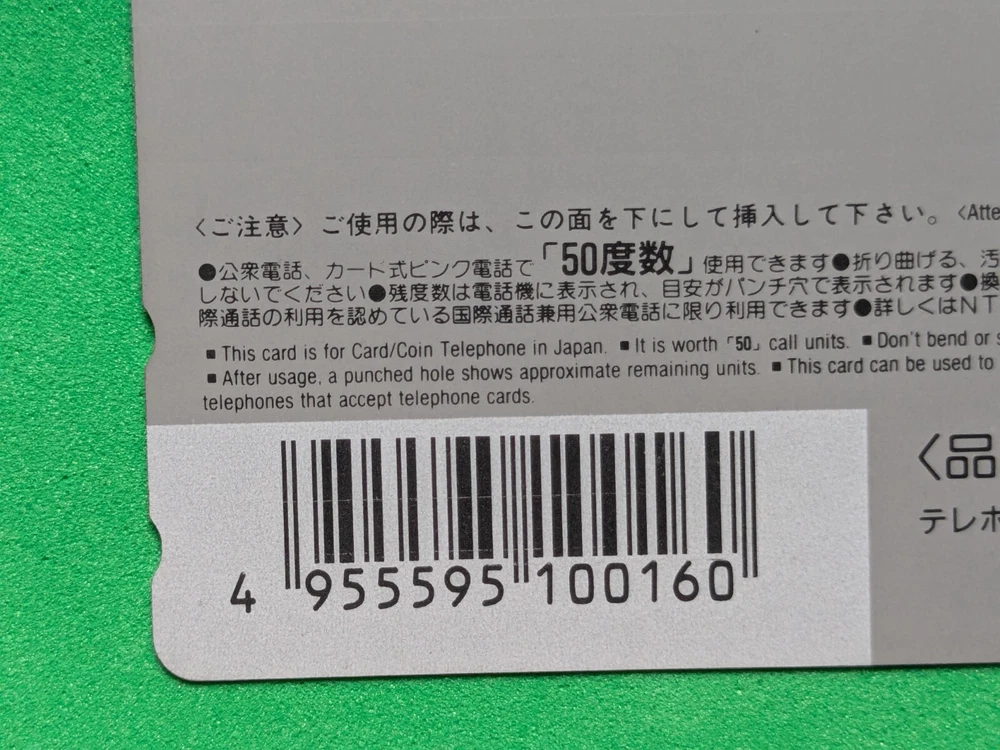 〈ご注意〉ご使用の際は、この面を下にして挿入して下さい。〈Atte
●公衆電話、カード式ピンク電話で「50度数」使用できます●折り曲げる、汚
しないでください●残度数は電話機に表示され、目安がパンチ穴で表示されます●換
際通話の利用を認めている国際通話兼用公衆電話に限り利用できます●詳しくはNT
■This card is for Card/Coin Telephone in Japan. ■It is worth「50」call units. ■Don't bend or s
■After usage, a punched hole shows approximate remaining units. ■This card can be used to
telephones that accept telephone cards.
〈品
テレホ
4 955595 100160